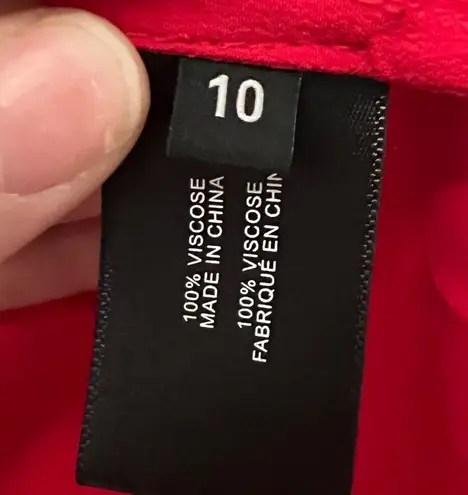 10
100% VISCOSE
MADE IN CHINA
100% VISCOSE
FABRIQUÉ EN CHIN